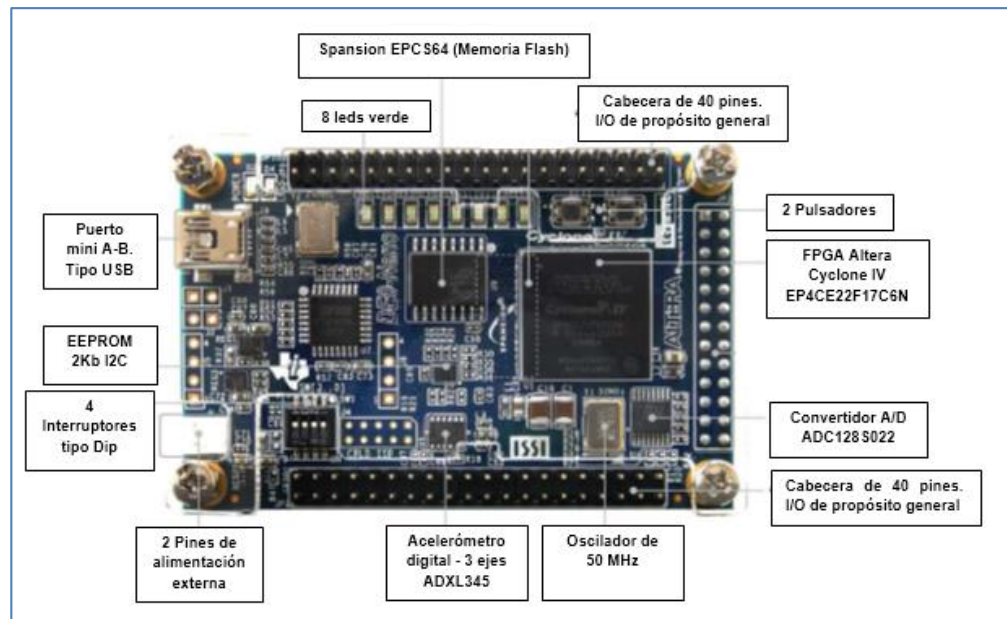 Spansion EPCS64 (Memoria Flash)
8 leds verde
Cabecera de 40 pines.
I/O de propósito general
Puerto
mini A-B.
Tipo USB
2 Pulsadores
FPGA Altera
Cyclone IV
EP4CE22F17C6N
EEPROM
2Kb I2C
4
Interruptores
tipo Dip
Convertidor A/D
ADC128S022
Cabecera de 40 pines.
I/O de propósito general
2 Pines de
alimentación
externa
Acelerómetro
digital - 3 ejes
ADXL345
Oscilador de
50 MHz
Cyclone IV
ISSI